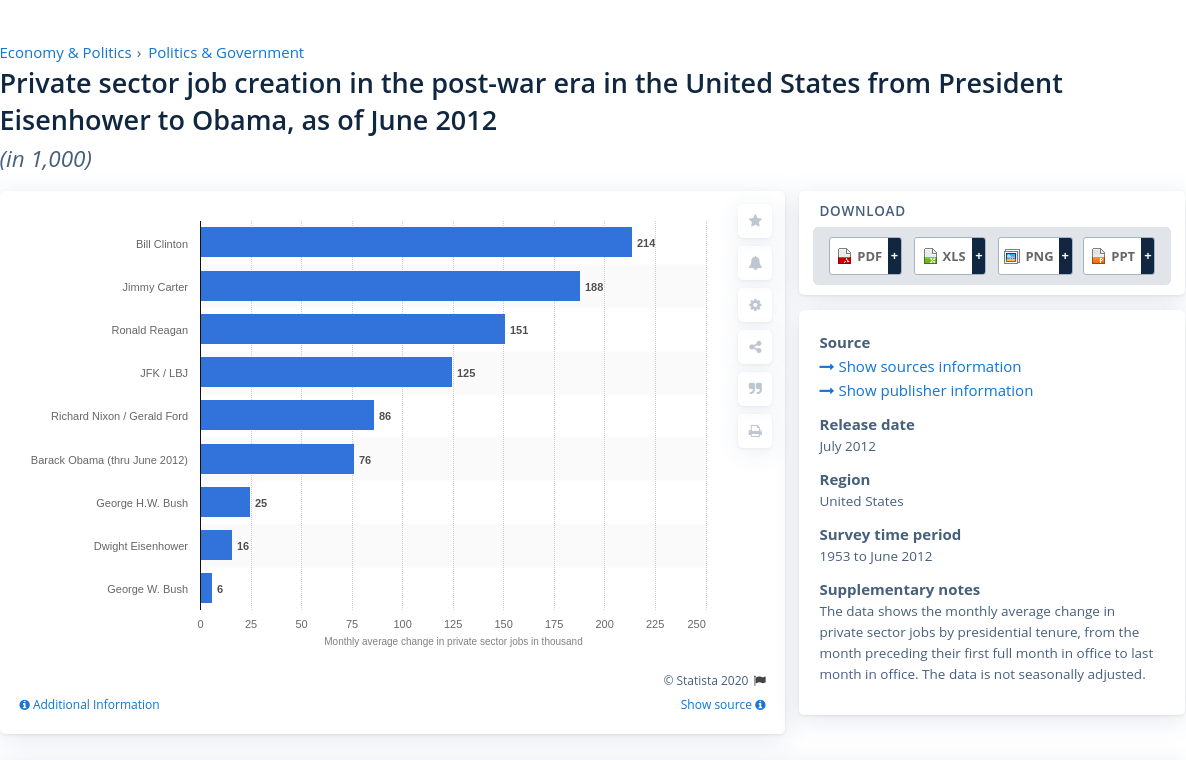 Economy & Politics › Politics & Government
Private sector job creation in the post-war era in the United States from President
Eisenhower to Obama, as of June 2012
(in 1,000)
Bill Clinton 214
Jimmy Carter 188
Ronald Reagan 151
JFK / LBJ 125
Richard Nixon / Gerald Ford 86
Barack Obama (thru June 2012) 76
George H.W. Bush 25
Dwight Eisenhower 16
George W. Bush 6
0 25 50 75 100 125 150 175 200 225 250
Monthly average change in private sector jobs in thousand
© Statista 2020
Additional Information
Show source
DOWNLOAD
PDF + XLS + PNG + PPT +
Source
Show sources information
Show publisher information
Release date
July 2012
Region
United States
Survey time period
1953 to June 2012
Supplementary notes
The data shows the monthly average change in
private sector jobs by presidential tenure, from the
month preceding their first full month in office to last
month in office. The data is not seasonally adjusted.